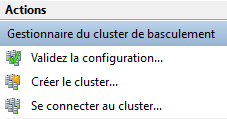 Actions
Gestionnaire du cluster de basculement
Validez la configuration...
Créer le cluster...
Se connecter au cluster...